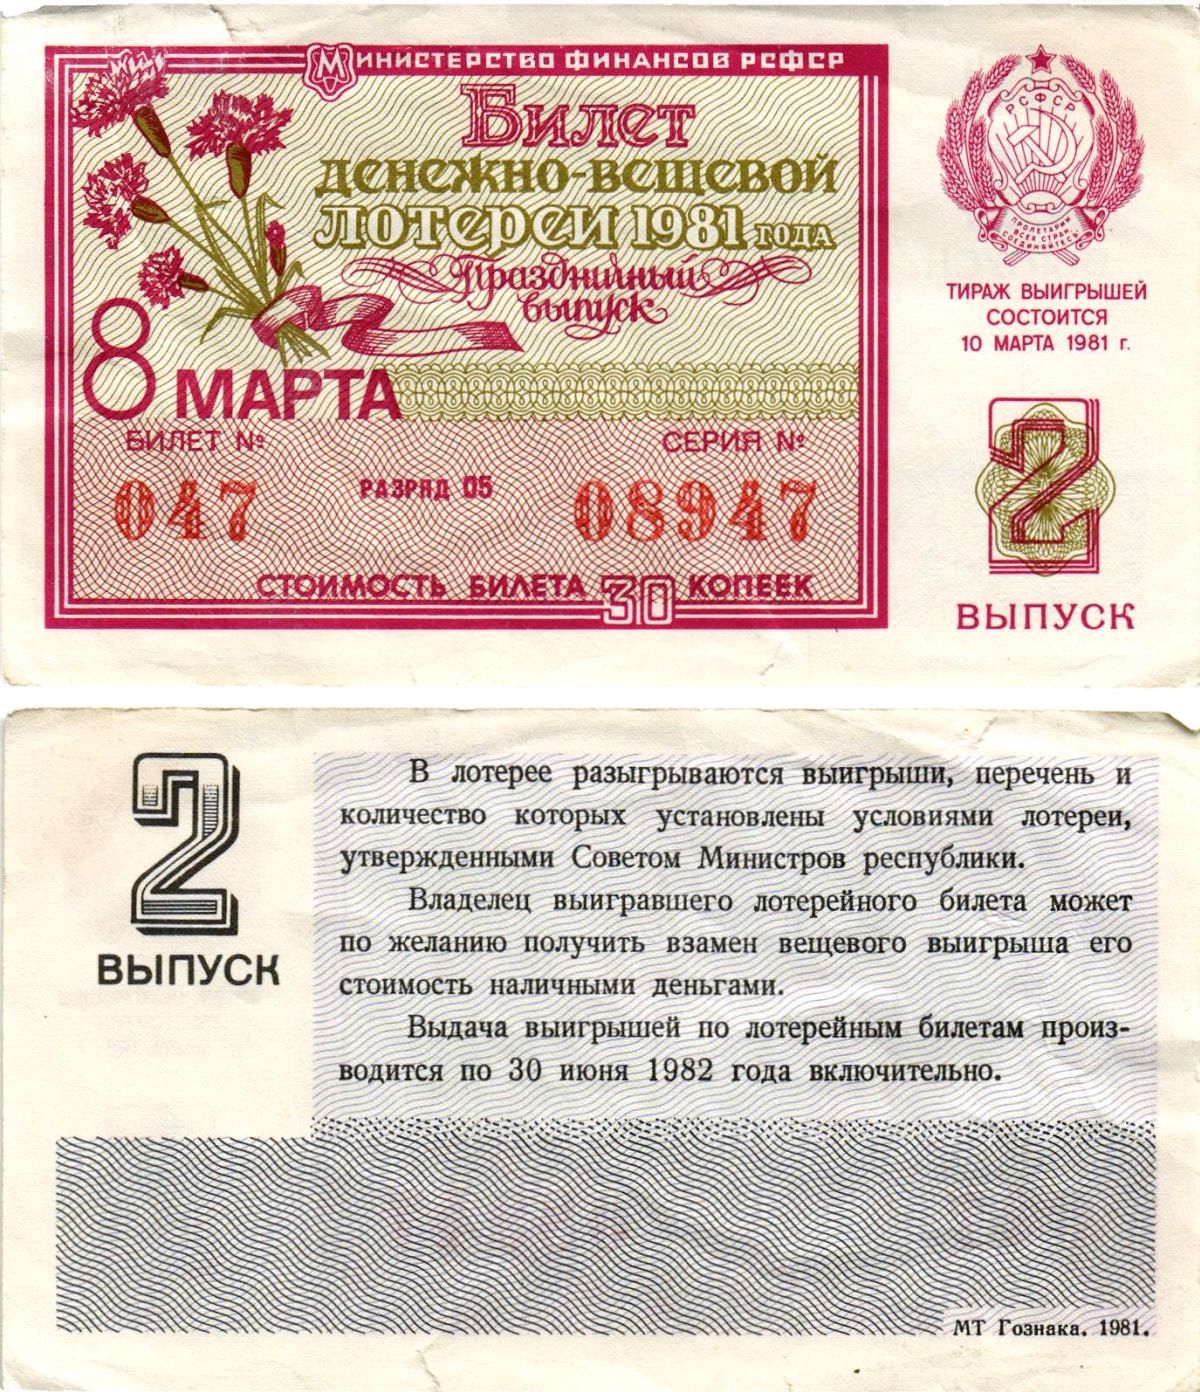 МИНИСТЕРСТВО ФИНАНСОВ РСФСР
БИЛЕТ
ДЕНЕЖНО-ВЕЩЕВОЙ
ЛОТЕРЕИ 1981 ГОДА
Праздничный
выпуск
8 МАРТА
БИЛЕТ №
СЕРИЯ №
047
РАЗРЯД 05
08947
СТОИМОСТЬ БИЛЕТА 30 КОПЕЕК
РСФСР
ПРОЛЕТАРИИ
ВСЕХ СТРАН,
СОЕДИНЯЙТЕСЬ!
ТИРАЖ ВЫИГРЫШЕЙ
СОСТОИТСЯ
10 МАРТА 1981 г.
2
ВЫПУСК
2
ВЫПУСК
В лотерее разыгрываются выигрыши, перечень и
количество которых установлены условиями лотереи,
утвержденными Советом Министров республики.
Владелец выигравшего лотерейного билета может
по желанию получить взамен вещевого выигрыша его
стоимость наличными деньгами.
Выдача выигрышей по лотерейным билетам произ-
водится по 30 июня 1982 года включительно.
МТ Гознака. 1981.